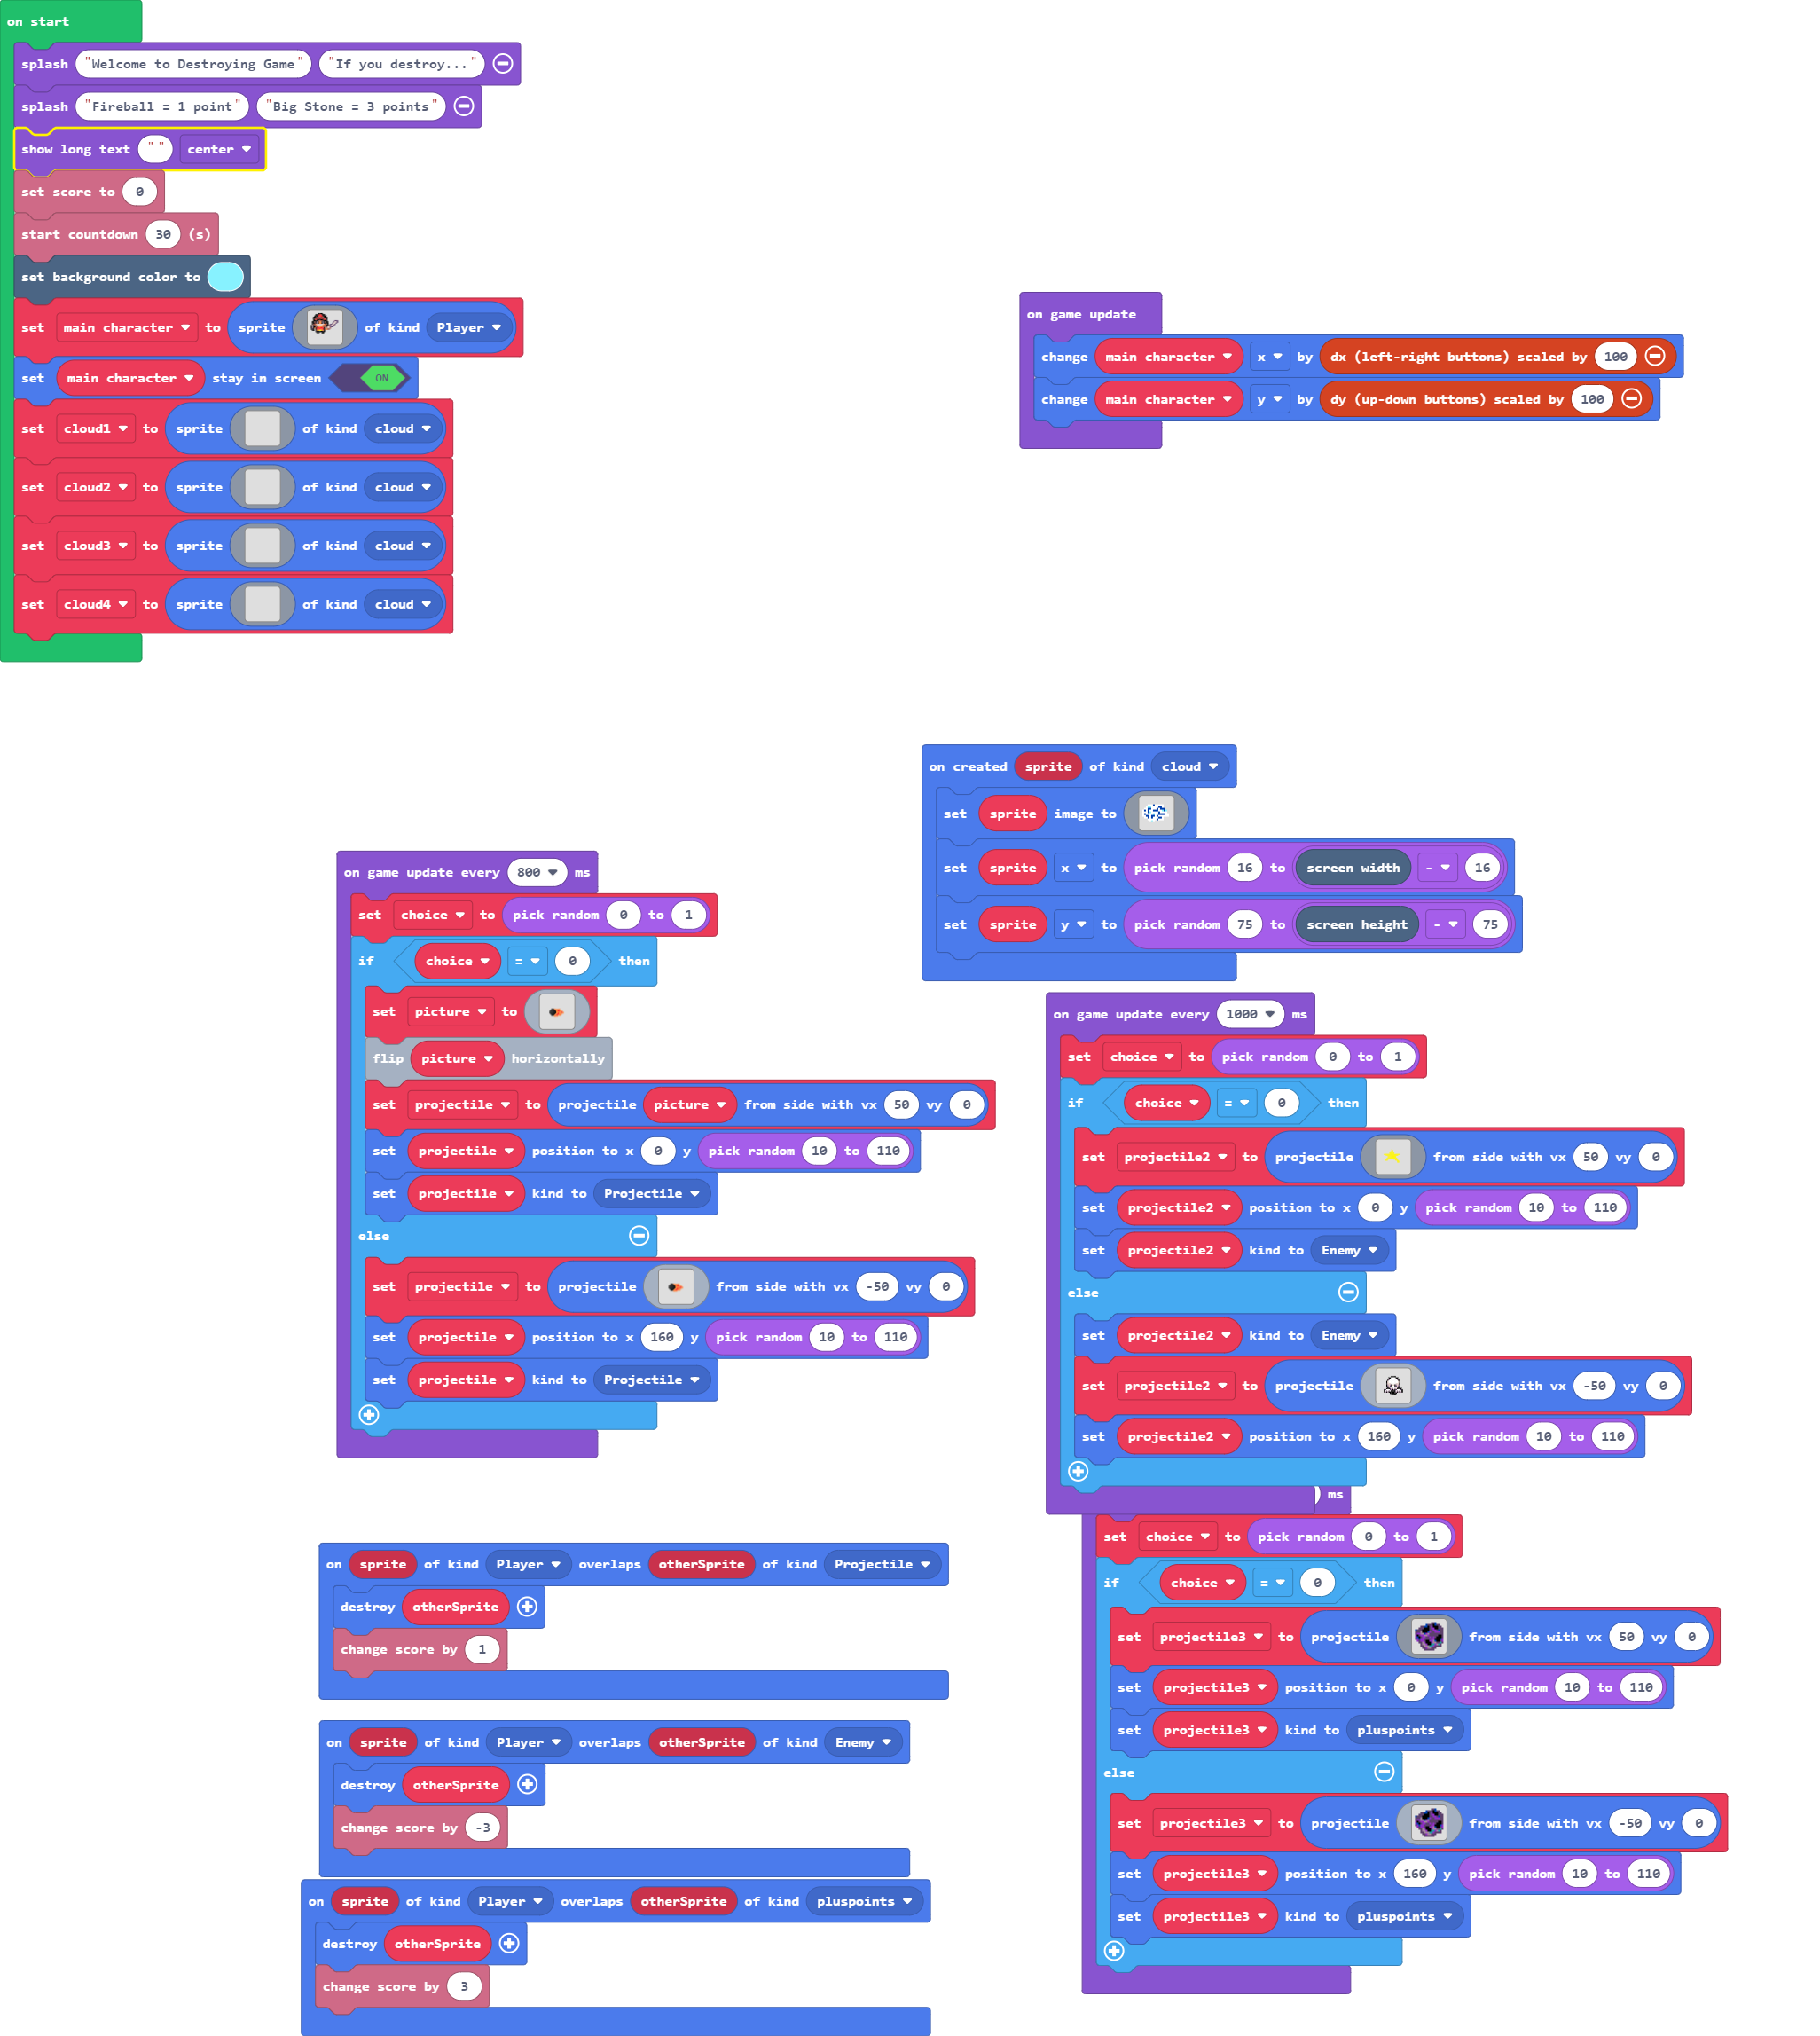 on start
splash "Welcome to Destroying Game" "If you destroy..."
splash "Fireball = 1 point" "Big Stone = 3 points"
show long text " " center
set score to 0
start countdown 30 (s)
set background color to
set main character to sprite of kind Player
set main character stay in screen ON
set cloud1 to sprite of kind cloud
set cloud2 to sprite of kind cloud
set cloud3 to sprite of kind cloud
set cloud4 to sprite of kind cloud
on game update
change main character x by dx (left-right buttons) scaled by 100
change main character y by dy (up-down buttons) scaled by 100
on created sprite of kind cloud
set sprite image to
set sprite x to pick random 16 to screen width - 16
set sprite y to pick random 75 to screen height - 75
on game update every 800 ms
set choice to pick random 0 to 1
if choice = 0 then
set picture to
flip picture horizontally
set projectile to projectile picture from side with vx 50 vy 0
set projectile position to x 0 y pick random 10 to 110
set projectile kind to Projectile
else
set projectile to projectile from side with vx -50 vy 0
set projectile position to x 160 y pick random 10 to 110
set projectile kind to Projectile
on game update every 1000 ms
set choice to pick random 0 to 1
if choice = 0 then
set projectile2 to projectile from side with vx 50 vy 0
set projectile2 position to x 0 y pick random 10 to 110
set projectile2 kind to Enemy
else
set projectile2 kind to Enemy
set projectile2 to projectile from side with vx -50 vy 0
set projectile2 position to x 160 y pick random 10 to 110
ms
set choice to pick random 0 to 1
if choice = 0 then
set projectile3 to projectile from side with vx 50 vy 0
set projectile3 position to x 0 y pick random 10 to 110
set projectile3 kind to pluspoints
else
set projectile3 to projectile from side with vx -50 vy 0
set projectile3 position to x 160 y pick random 10 to 110
set projectile3 kind to pluspoints
on sprite of kind Player overlaps otherSprite of kind Projectile
destroy otherSprite
change score by 1
on sprite of kind Player overlaps otherSprite of kind Enemy
destroy otherSprite
change score by -3
on sprite of kind Player overlaps otherSprite of kind pluspoints
destroy otherSprite
change score by 3